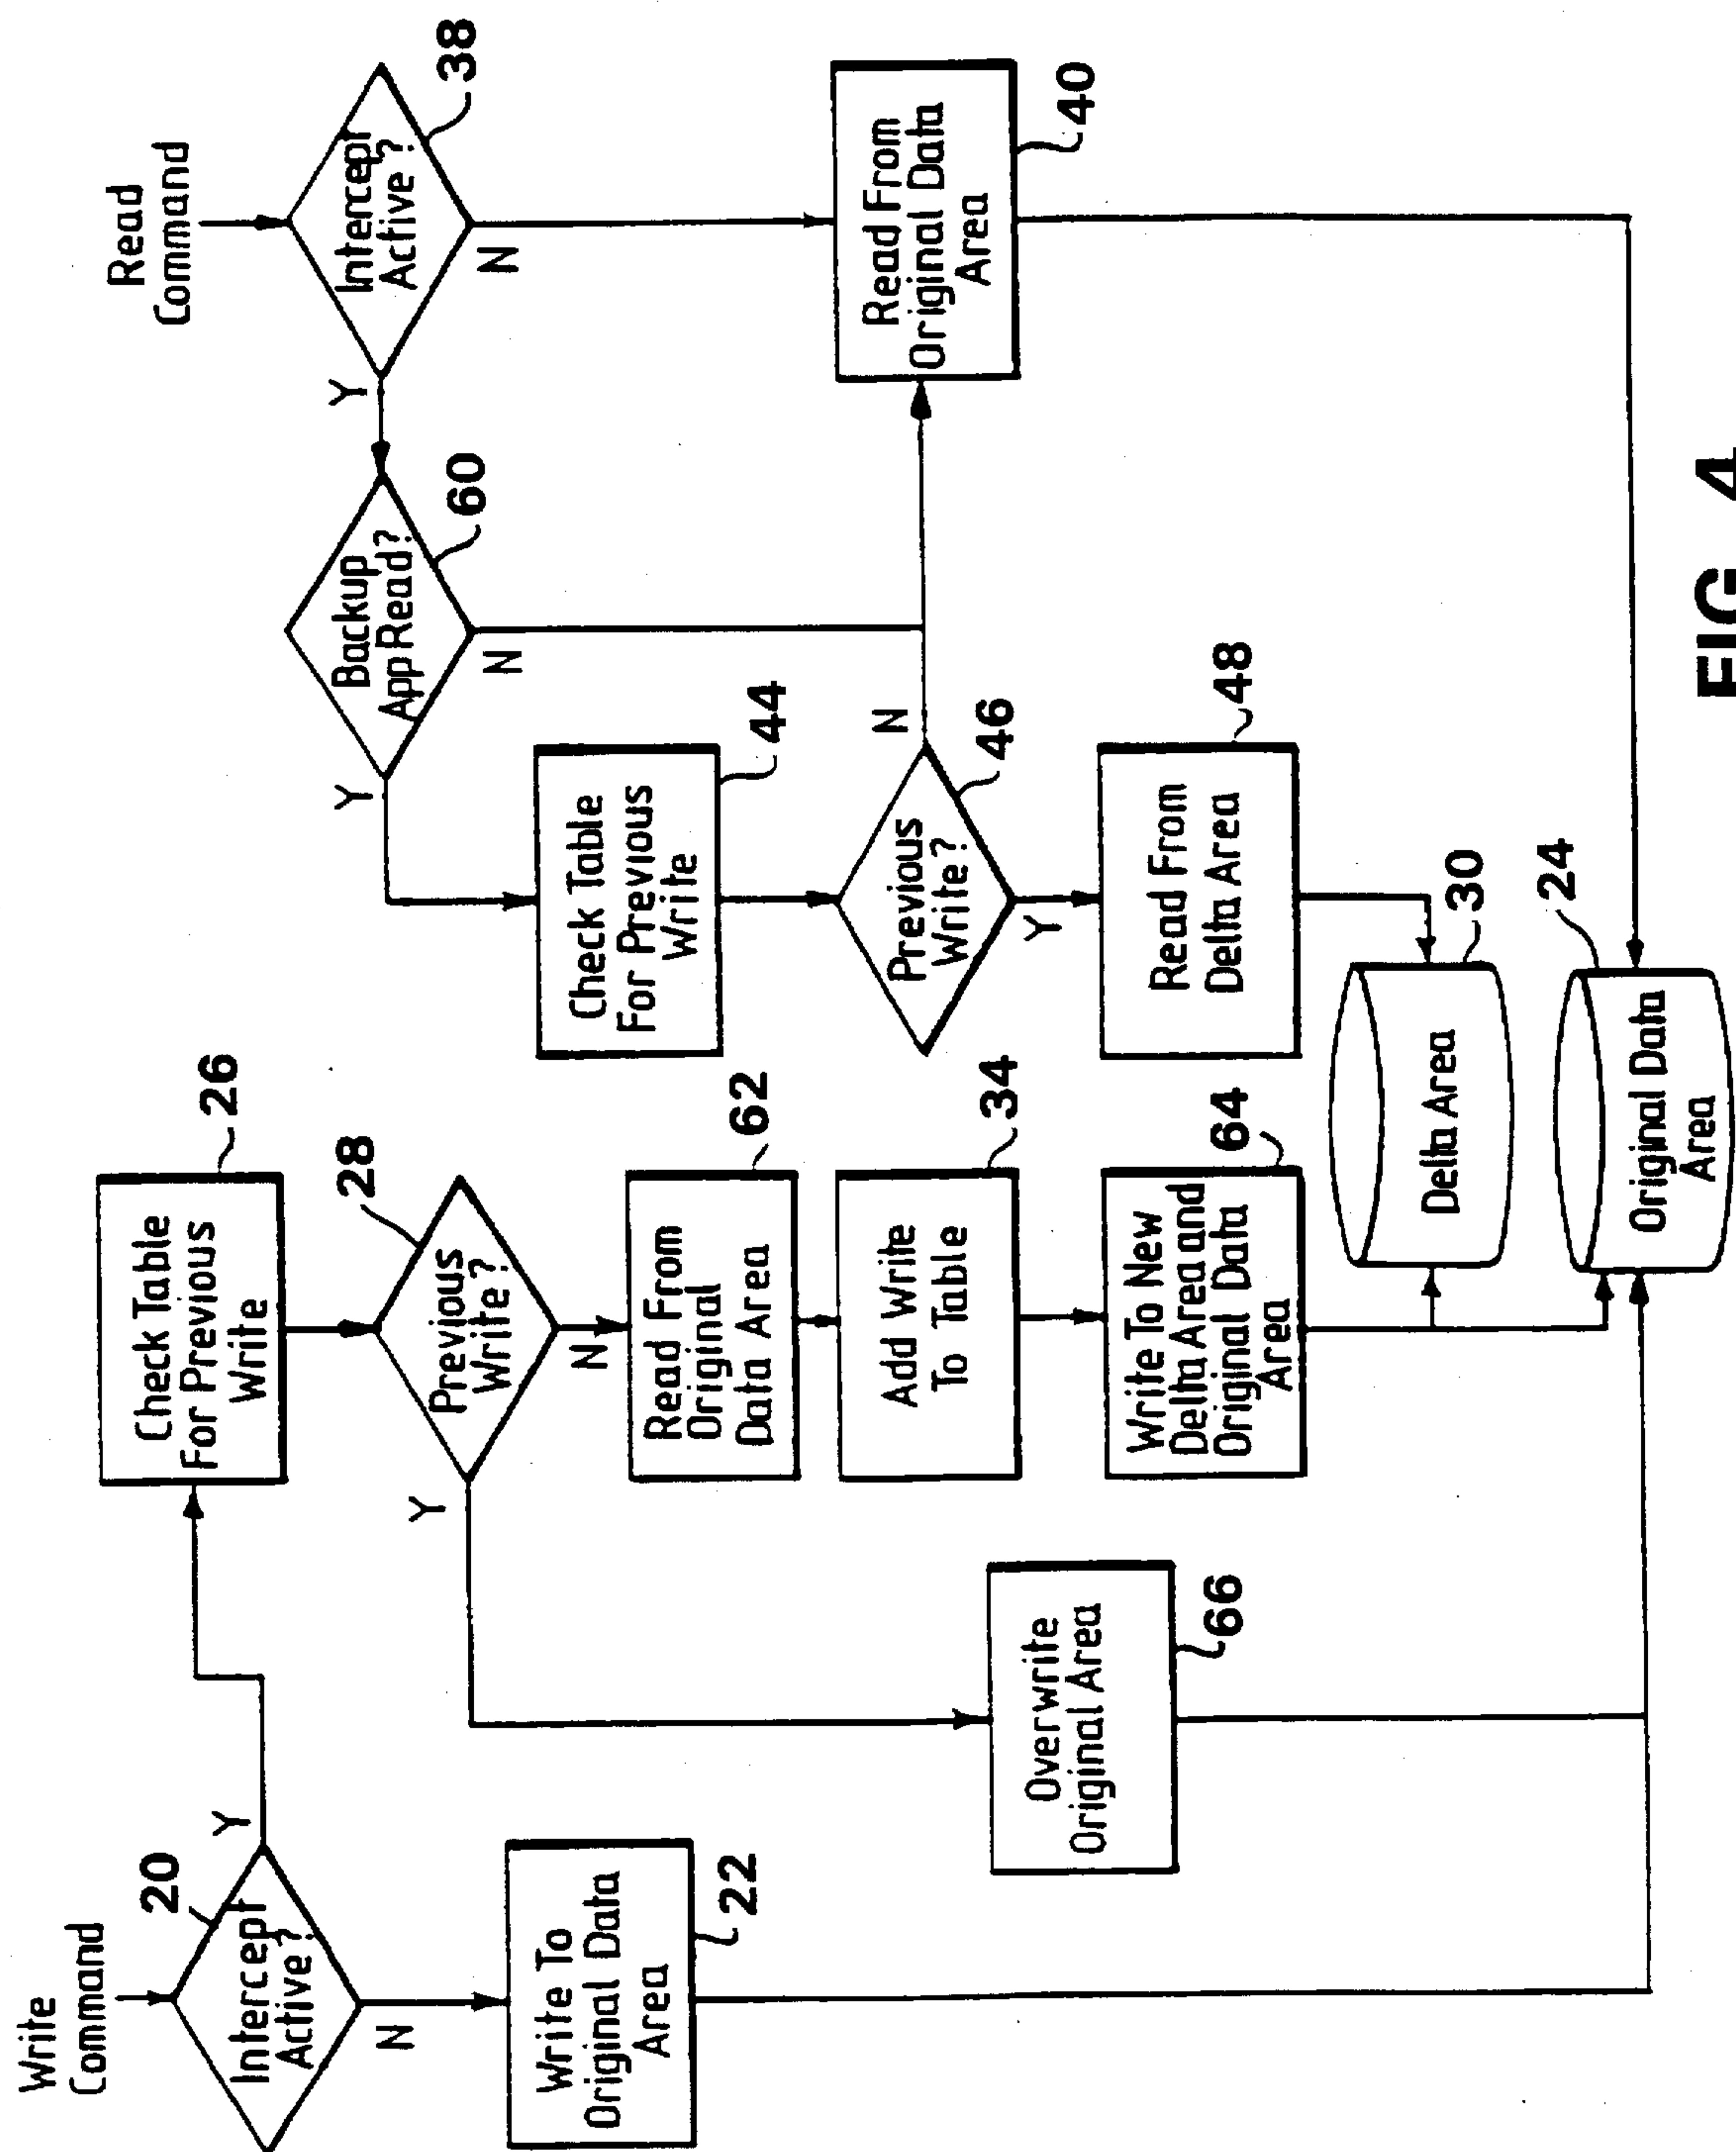 Write
Command
Intercept
Active?
20
Y
N
Write To
Original Data
Area
22
Check Table
For Previous
Write
26
Previous
Write?
28
Y
N
Overwrite
Original Area
66
Read From
Original
Data Area
62
Add Write
To Table
34
Write To New
Delta Area and
Original Data
Area
64
Read
Command
Intercept
Active?
38
Y
N
Backup
App Read?
60
Y
N
Check Table
For Previous
Write
44
Previous
Write?
46
N
Y
Read From
Delta Area
48
Read From
Original Data
Area
40
Delta Area
30
Original Data
Area
24
FIG. 4